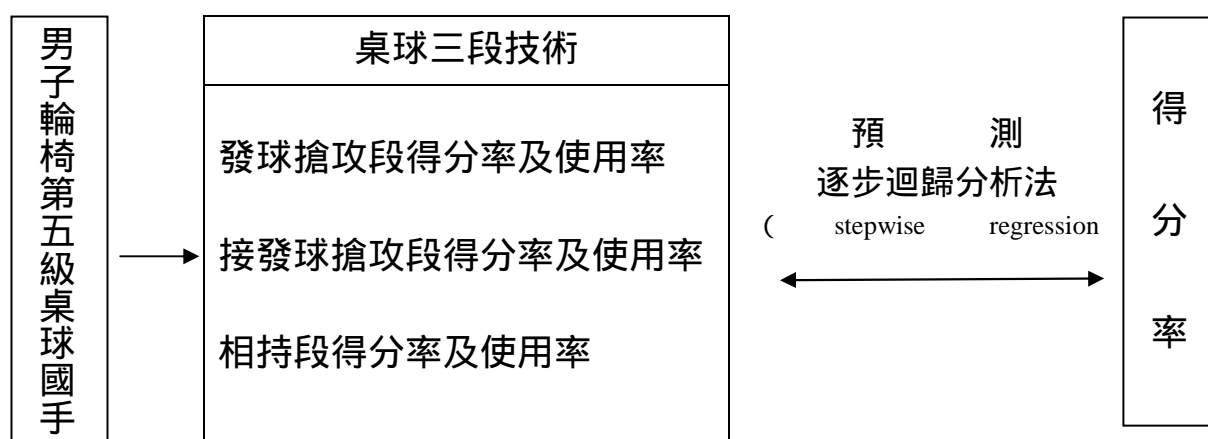 男子輪椅第五級桌球國手
桌球三段技術
發球搶攻段得分率及使用率
接發球搶攻段得分率及使用率
相持段得分率及使用率
預 測
逐步迴歸分析法
( stepwise regression
得分率